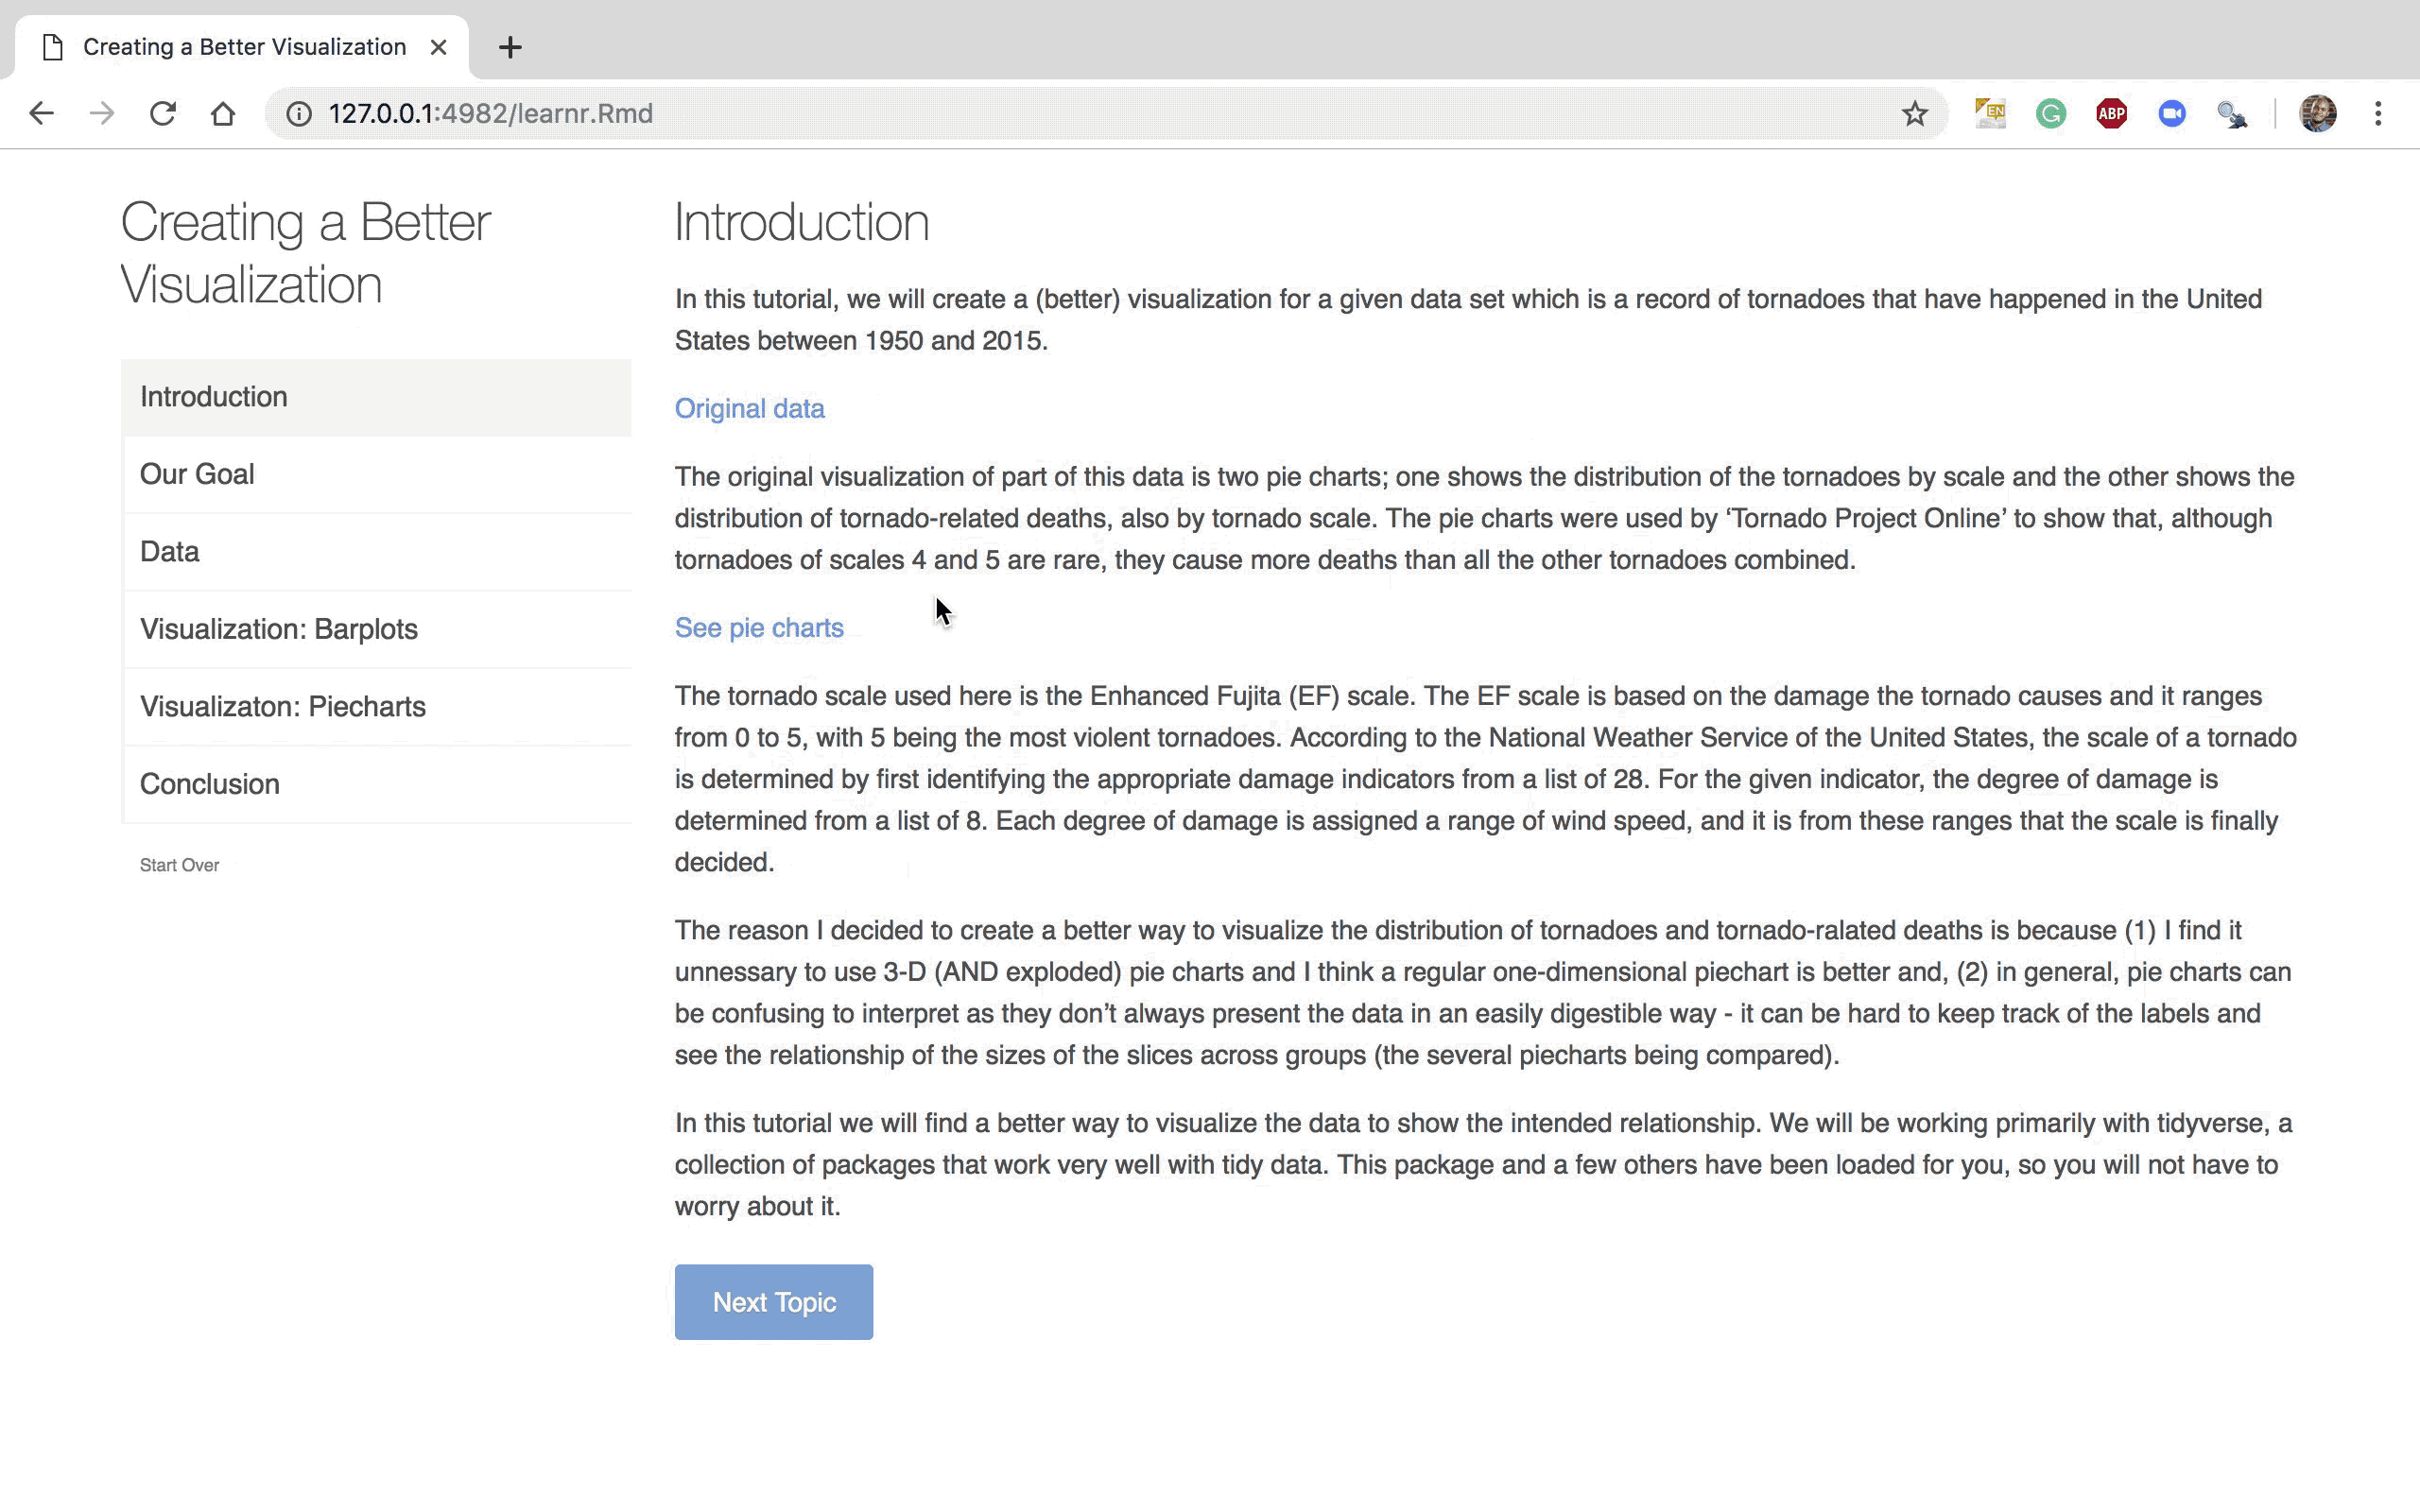 Creating a Better Visualization
127.0.0.1:4982/learnr.Rmd
EN
G
ABP
Creating a Better
Visualization
Introduction
Our Goal
Data
Visualization: Barplots
Visualizaton: Piecharts
Conclusion
Start Over
Introduction
In this tutorial, we will create a (better) visualization for a given data set which is a record of tornadoes that have happened in the United
States between 1950 and 2015.
Original data
The original visualization of part of this data is two pie charts; one shows the distribution of the tornadoes by scale and the other shows the
distribution of tornado-related deaths, also by tornado scale. The pie charts were used by ‘Tornado Project Online’ to show that, although
tornadoes of scales 4 and 5 are rare, they cause more deaths than all the other tornadoes combined.
See pie charts
The tornado scale used here is the Enhanced Fujita (EF) scale. The EF scale is based on the damage the tornado causes and it ranges
from 0 to 5, with 5 being the most violent tornadoes. According to the National Weather Service of the United States, the scale of a tornado
is determined by first identifying the appropriate damage indicators from a list of 28. For the given indicator, the degree of damage is
determined from a list of 8. Each degree of damage is assigned a range of wind speed, and it is from these ranges that the scale is finally
decided.
The reason I decided to create a better way to visualize the distribution of tornadoes and tornado-ralated deaths is because (1) I find it
unnessary to use 3-D (AND exploded) pie charts and I think a regular one-dimensional piechart is better and, (2) in general, pie charts can
be confusing to interpret as they don’t always present the data in an easily digestible way - it can be hard to keep track of the labels and
see the relationship of the sizes of the slices across groups (the several piecharts being compared).
In this tutorial we will find a better way to visualize the data to show the intended relationship. We will be working primarily with tidyverse, a
collection of packages that work very well with tidy data. This package and a few others have been loaded for you, so you will not have to
worry about it.
Next Topic